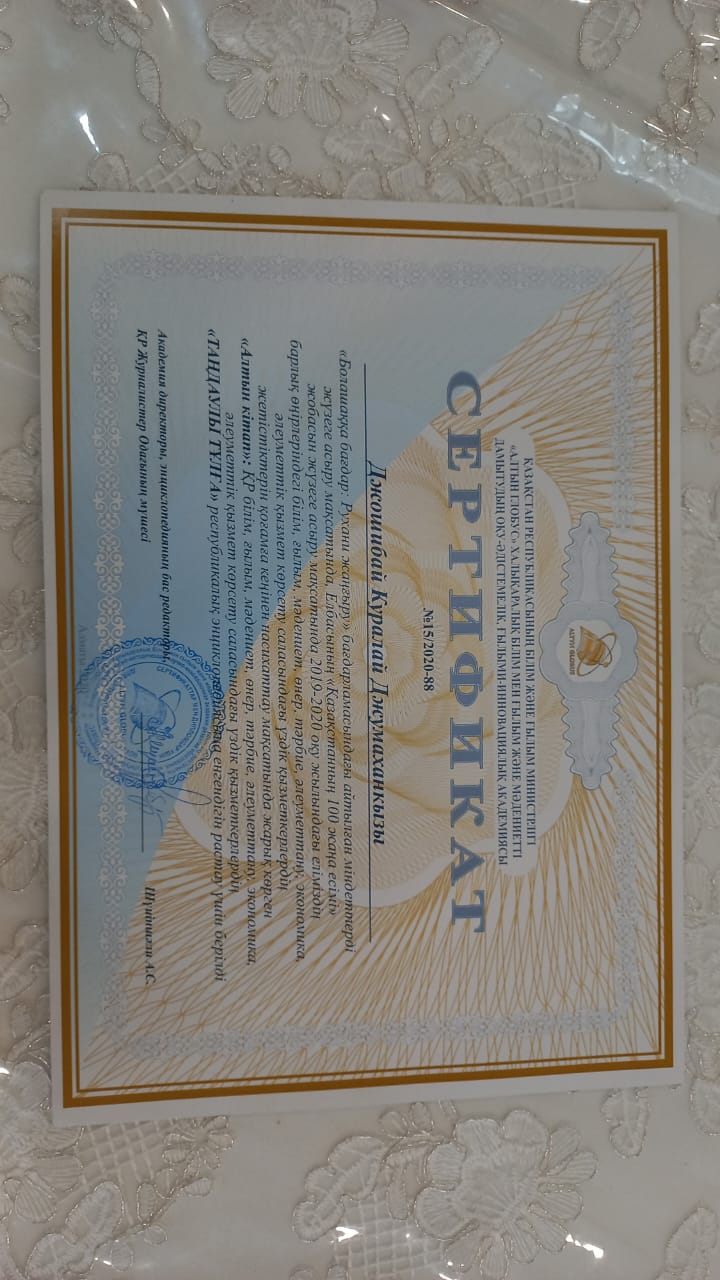 ҚАЗАҚСТАН РЕСПУБЛИКАСЫНЫҢ БІЛІМ ЖӘНЕ ҒЫЛЫМ МИНИСТРЛІГІ
«АЛТЫН ГЛОБУС» ХАЛЫҚАРАЛЫҚ БІЛІМ МЕН ҒЫЛЫМ ЖӘНЕ МӘДЕНИЕТТІ
ДАМЫТУДЫҢ ОҚУ-ӘДІСТЕМЕЛІК, ҒЫЛЫМИ-ИННОВАЦИЯЛЫҚ АКАДЕМИЯСЫ
СЕРТИФИКАТ
№15/2020-88
Джошибай Куралай Джумаханкызы
«Болашаққа бағдар: Рухани жаңғыру» бағдарламасындағы айтылған міндеттерді
жүзеге асыру мақсатында, Елбасының «Қазақстанның 100 жаңа есімі»
жобасын жүзеге асыру мақсатында 2019-2020 оқу жылындағы еліміздің
барлық өңірлеріндегі білім, ғылым, мәдениет, өнер, тәрбие, әлеуметтану, экономика,
әлеуметтік қызмет көрсету саласындағы үздік қызметкерлердің
жетістіктерін қоғамға кеңінен насихаттау мақсатында жарық көрген
«Алтын кітап»: ҚР білім, ғылым, мәдениет, өнер, тәрбие, әлеуметтану, экономика,
әлеуметтік қызмет көрсету саласындағы үздік қызметкерлердің
«ТАҢДАУЛЫ ТҰЛҒА» республикалық энциклопедиясына енгендігін растау үшін берілді
Академия директоры, энциклопедияның бас редакторы,
ҚР Журналистер Одағының мүшесі
Шүйіншәлі А.С.